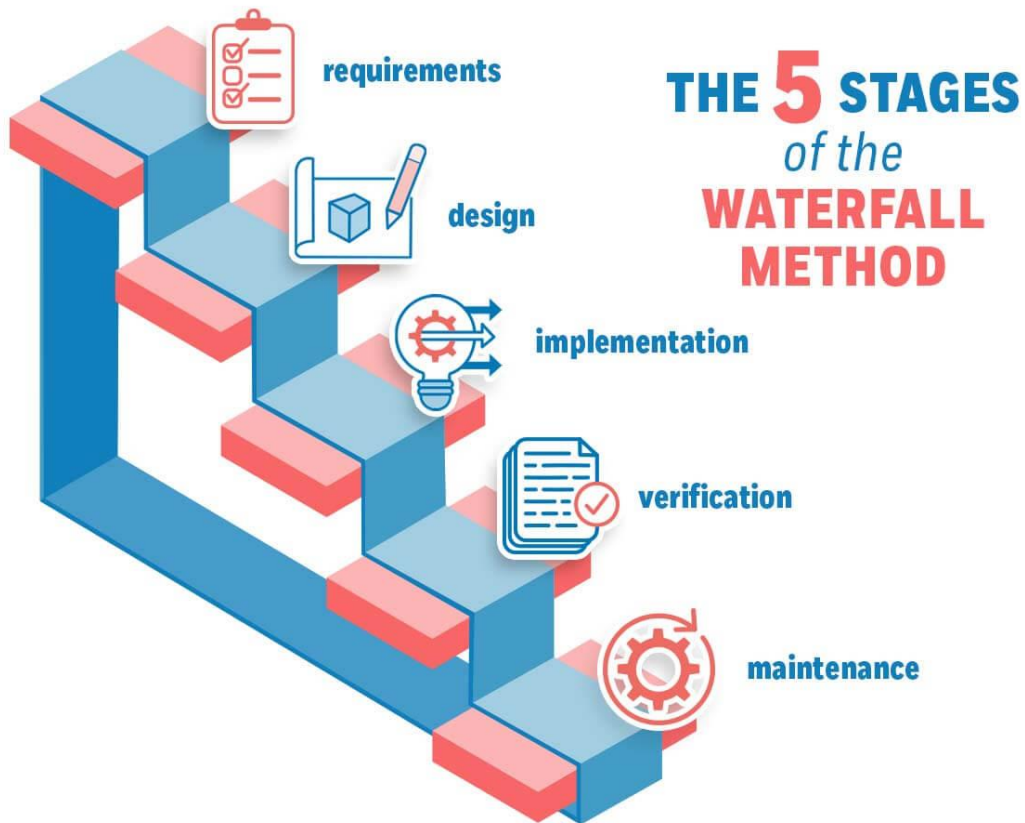 THE 5 STAGES
of the
WATERFALL
METHOD
requirements
design
implementation
verification
maintenance